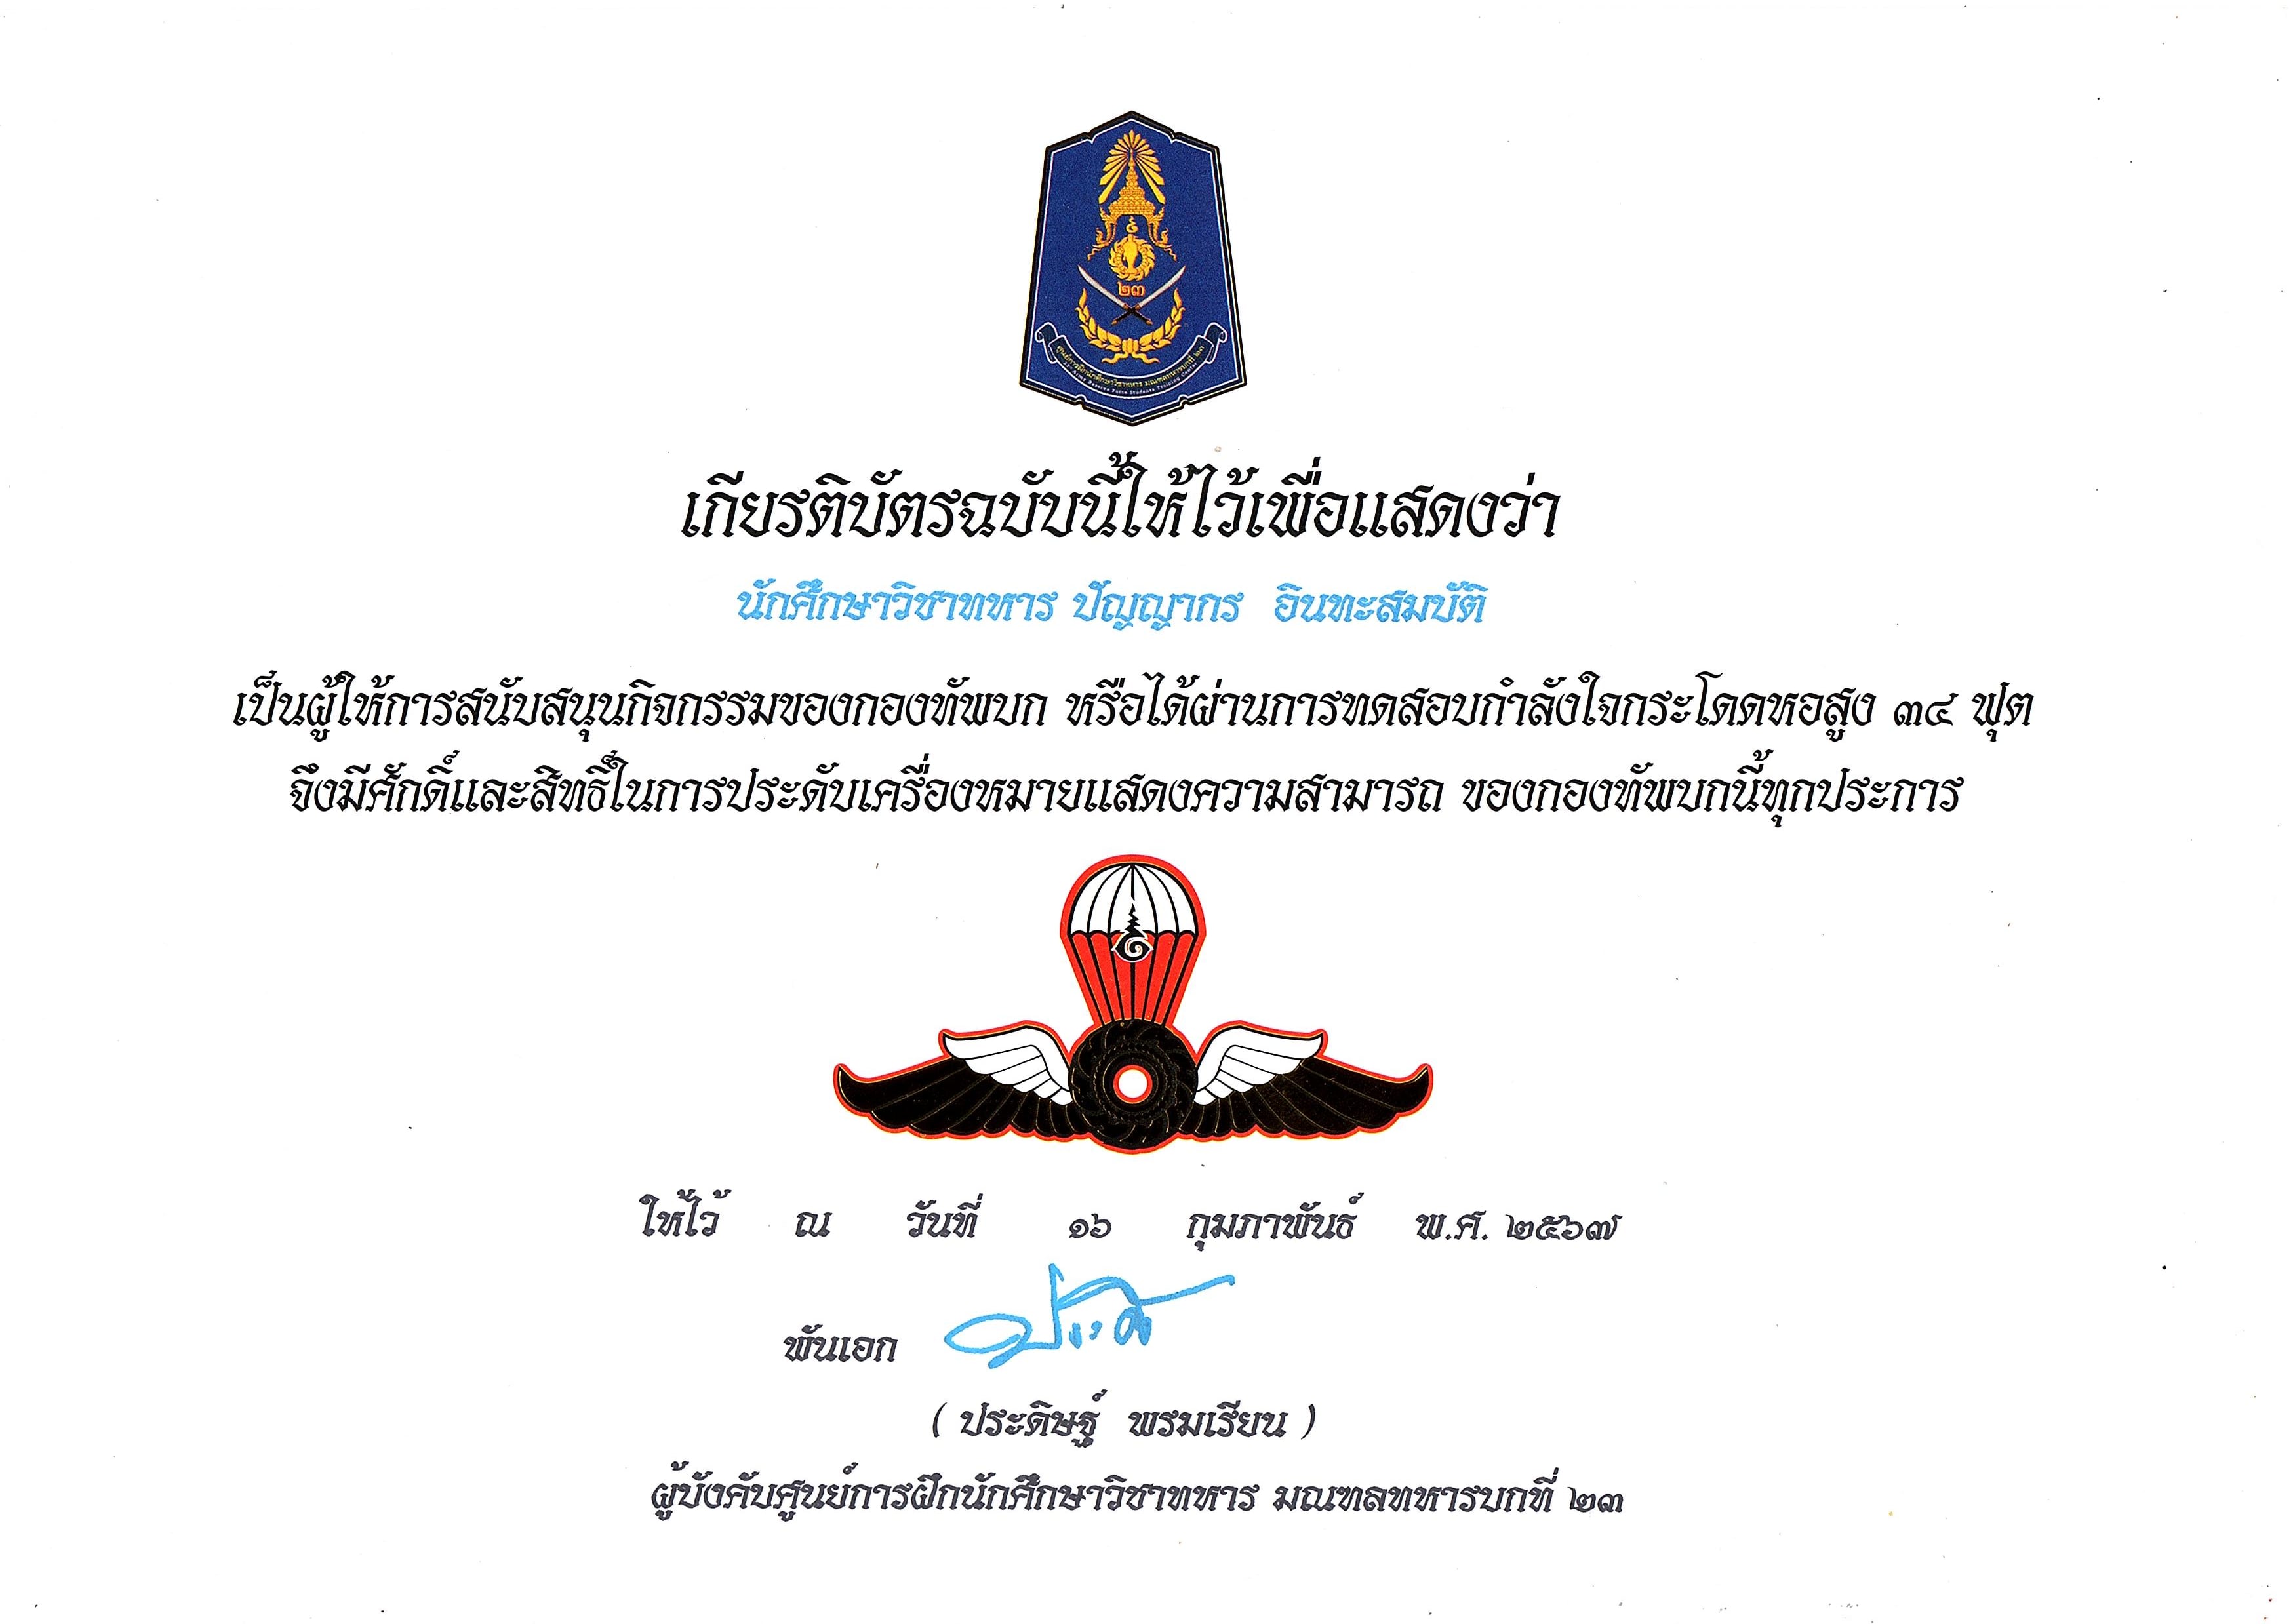 ๒๓
ศูนย์การฝึกนักศึกษาวิชาทหาร มณฑลทหารบกที่ ๒๓
เกียรติบัตรฉบับนี้ให้ไว้เพื่อแสดงว่า
นักศึกษาวิชาทหาร ปัญญากร อินทะสมบัติ
เป็นผู้ให้การสนับสนุนกิจกรรมของกองทัพบก หรือได้ผ่านการทดสอบกำลังใจกระโดดหอสูง ๓๔ ฟุต
จึงมีศักดิ์และสิทธิ์ในการประดับเครื่องหมายแสดงความสามารถ ของกองทัพบกนี้ทุกประการ
ให้ไว้ ณ วันที่ ๑๖ กุมภาพันธ์ พ.ศ. ๒๕๖๗
พันเอก
( ประดิษฐ์ พรมเรียน )
ผู้บังคับศูนย์การฝึกนักศึกษาวิชาทหาร มณฑลทหารบกที่ ๒๓